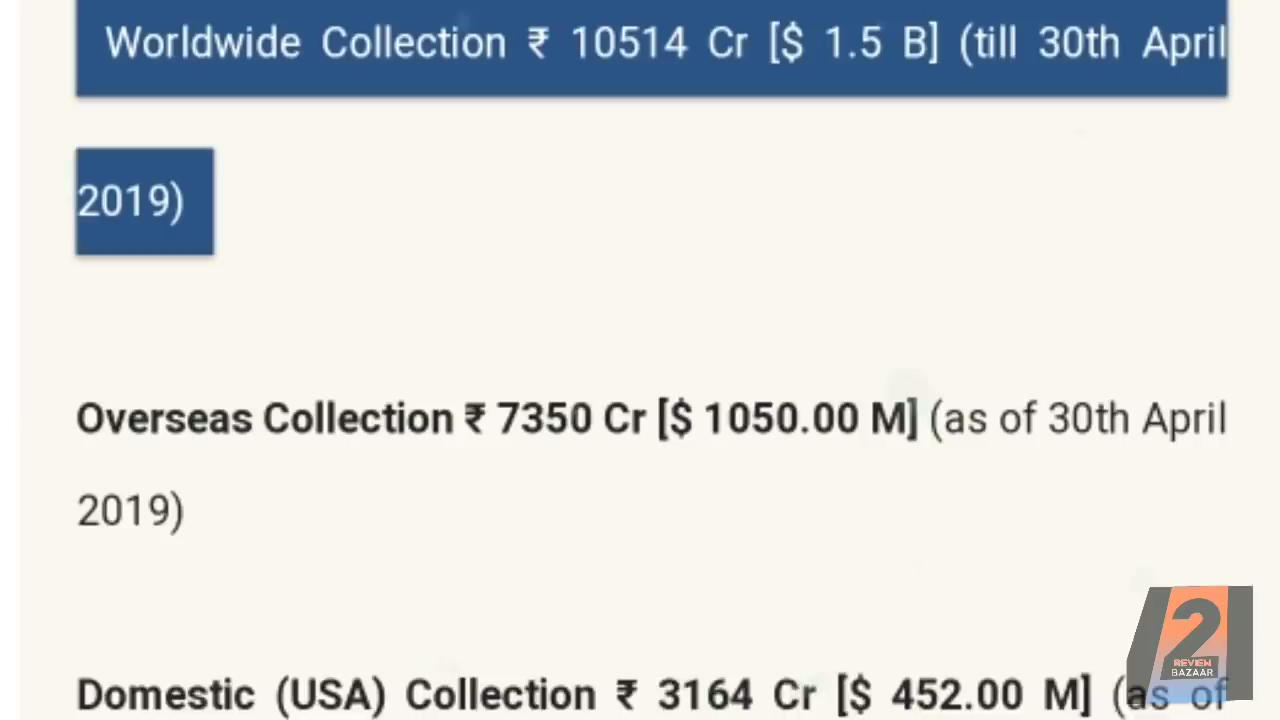 Worldwide Collection ₹ 10514 Cr [$ 1.5 B] (till 30th April
2019)
Overseas Collection ₹ 7350 Cr [$ 1050.00 M] (as of 30th April
2019)
Domestic (USA) Collection ₹ 3164 Cr [$ 452.00 M] (as of
2
REVIEW
BAZAAR